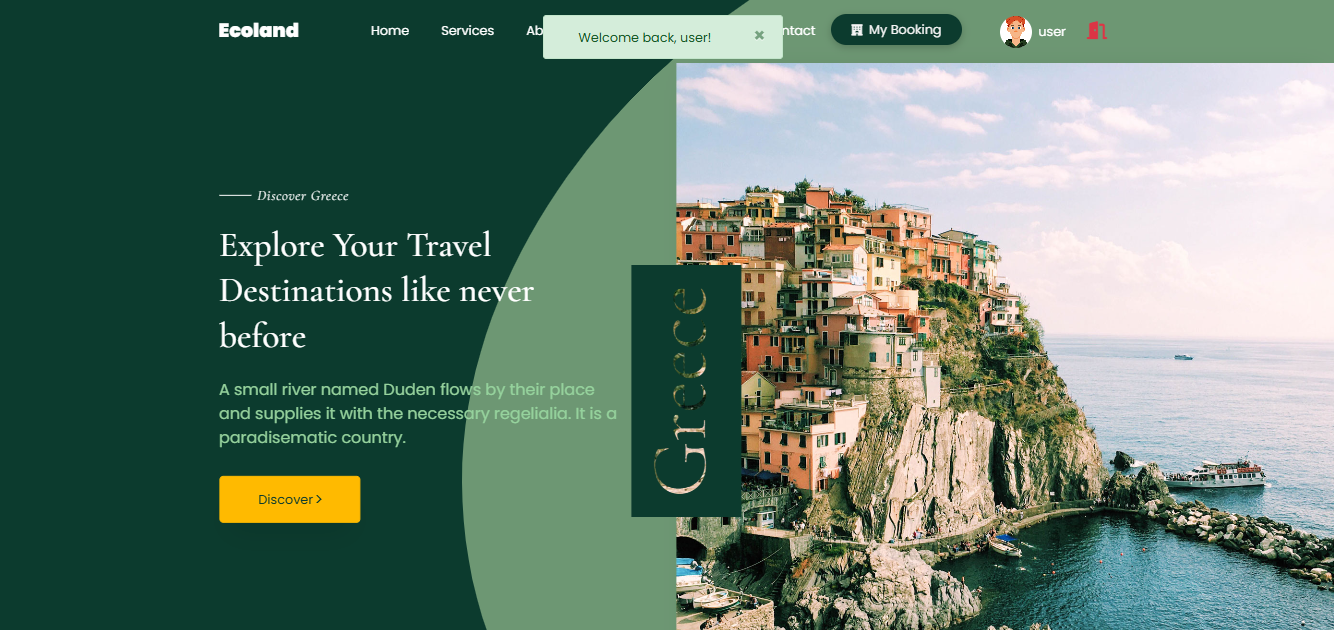 Ecoland
Home
Services
Welcome back, user! ×
My Booking
user
Discover Greece
Explore Your Travel
Destinations like never
before
A small river named Duden flows by their place
and supplies it with the necessary regelialia. It is a
paradisematic country.
Discover >
Greece